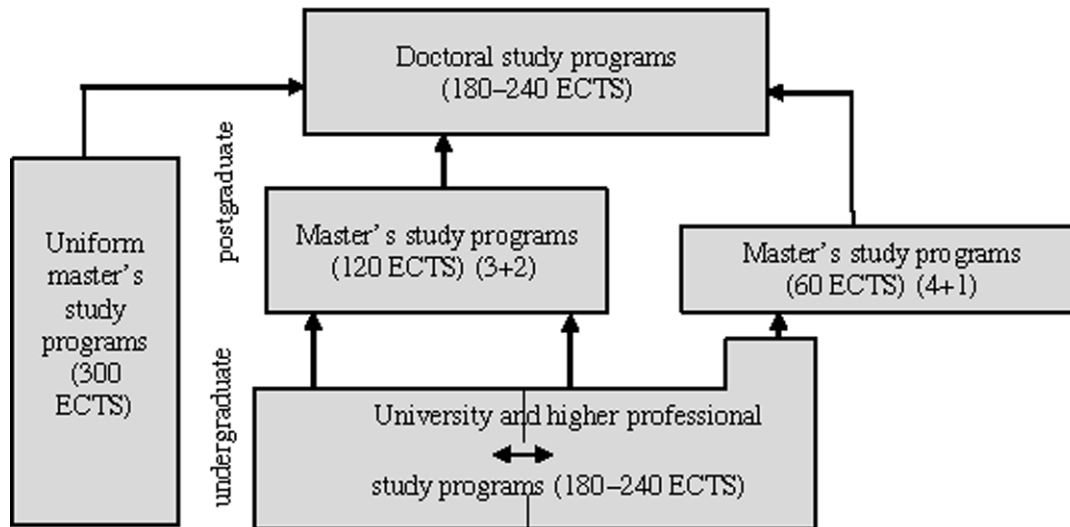 Doctoral study programs
(180–240 ECTS)
postgraduate
Uniform
master's
study
programs
(300
ECTS)
Master's study programs
(120 ECTS) (3+2)
Master's study programs
(60 ECTS) (4+1)
undergraduate
University and higher professional
study programs (180–240 ECTS)